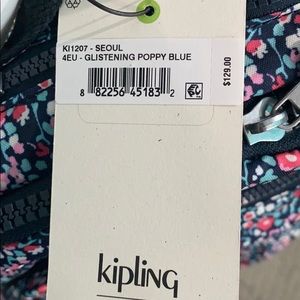 KI1207 - SEOUL
4EU - GLISTENING POPPY BLUE
8 82256 45183 2
$129.00
kipling